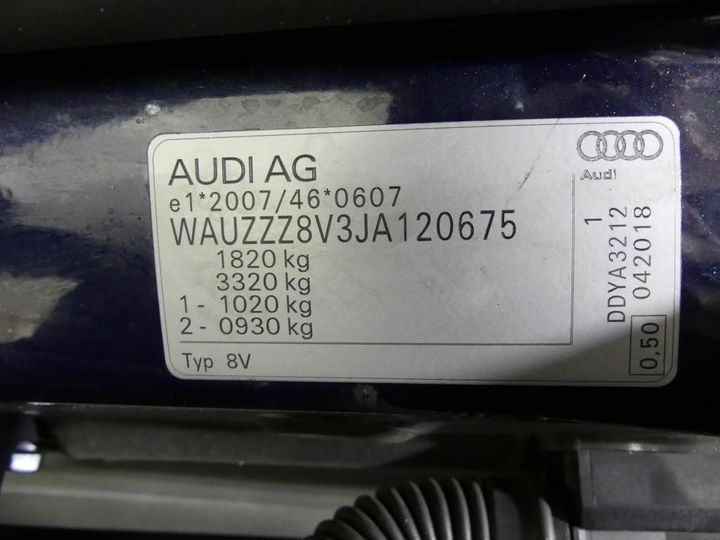 AUDI AG
e1*2007/46*0607
WAUZZZ8V3JA120675
1820 kg
3320 kg
1 - 1020 kg
2 - 0930 kg
Typ 8V
Audi
1
DDYA3212
042018
0,50